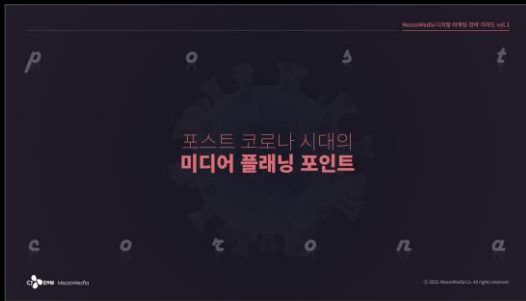 MezzoMedia 디지털 마케팅 전략 가이드 vol.1
p o s t
포스트 코로나 시대의
미디어 플래닝 포인트
c o r o n a
CJ ENM MezzoMedia
ⓒ 2020. MezzoMedia Co. All rights reserved.